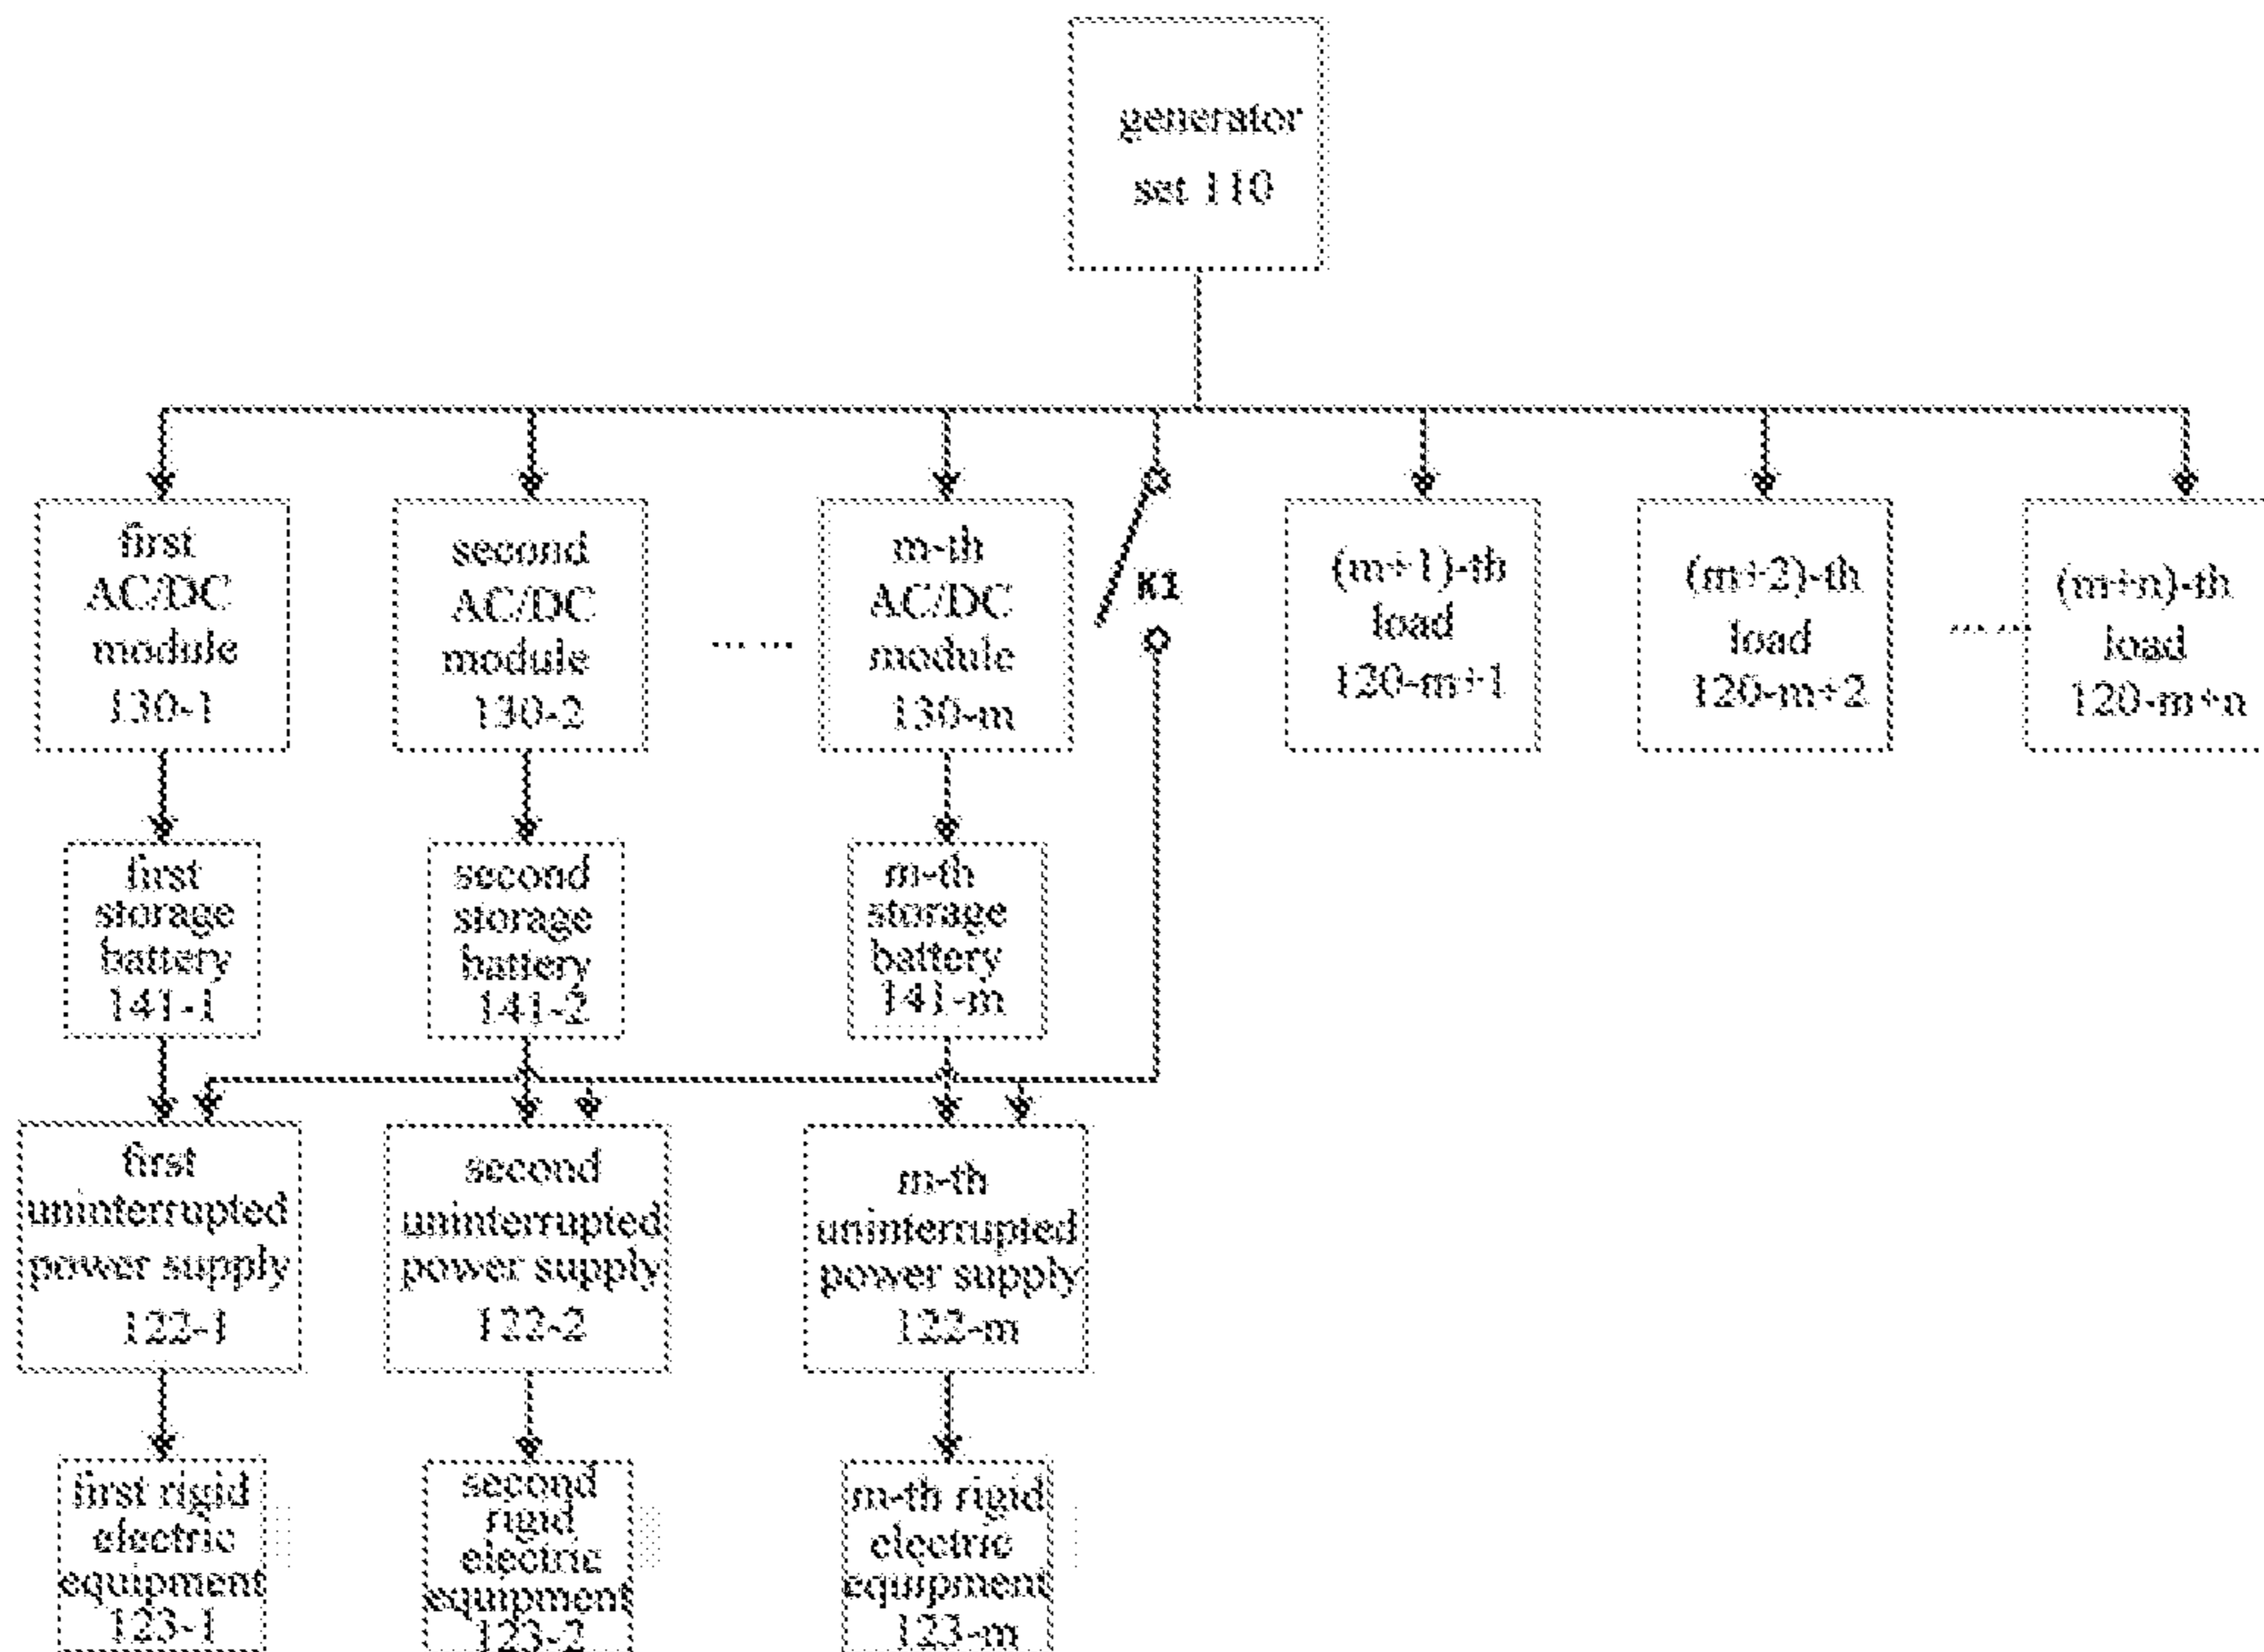 generator
sst 110
first
AC/DC
module
130-1
second
AC/DC
module
130-2
... ...
m-th
AC/DC
module
130-m
K1
(m+1)-th
load
120-m+1
(m+2)-th
load
120-m+2
... ...
(m+n)-th
load
120-m+n
first
storage
battery
141-1
second
storage
battery
141-2
m-th
storage
battery
141-m
first
uninterrupted
power supply
122-1
second
uninterrupted
power supply
122-2
m-th
uninterrupted
power supply
122-m
first rigid
electric
equipment
123-1
second
rigid
electric
equipment
123-2
m-th rigid
electric
equipment
123-m